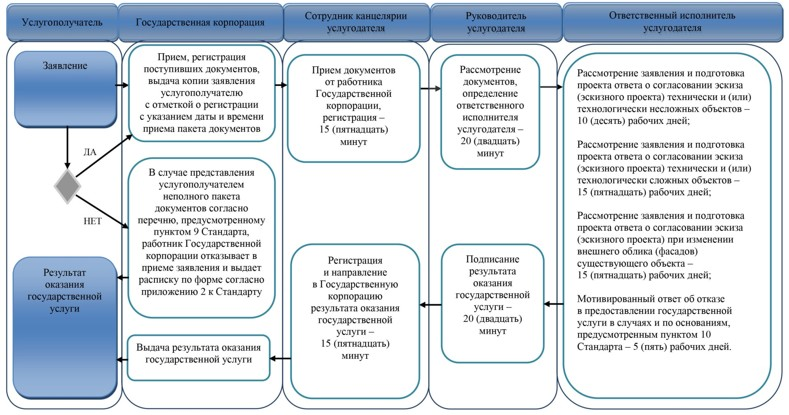 Услугополучатель
Государственная корпорация
Сотрудник канцелярии
услугодателя
Руководитель
услугодателя
Ответственный исполнитель
услугодателя
Заявление
ДА
НЕТ
Результат
оказания
государственной
услуги
Прием, регистрация
поступивших документов,
выдача копии заявления
услугополучателю
с отметкой о регистрации
с указанием даты и времени
приема пакета документов
В случае представления
услугополучателем
неполного пакета
документов согласно
перечню, предусмотренному
пунктом 9 Стандарта,
работник Государственной
корпорации отказывает в
приеме заявления и выдает
расписку по форме согласно
приложению 2 к Стандарту
Выдача результата оказания
государственной услуги
Прием документов
от работника
Государственной
корпорации,
регистрация –
15 (пятнадцать)
минут
Регистрация
и направление
в Государственную
корпорацию
результата оказания
государственной
услуги –
15 (пятнадцать)
минут
Рассмотрение
документов,
определение
ответственного
исполнителя
услугодателя –
20 (двадцать)
минут
Подписание
результата
оказания
государственной
услуги –
20 (двадцать)
минут
Рассмотрение заявления и подготовка
проекта ответа о согласовании эскиза
(эскизного проекта) технически и (или)
технологически несложных объектов –
10 (десять) рабочих дней;
Рассмотрение заявления и подготовка
проекта ответа о согласовании эскиза
(эскизного проекта) технически и (или)
технологически сложных объектов –
15 (пятнадцать) рабочих дней;
Рассмотрение заявления и подготовка
проекта ответа о согласовании эскиза
(эскизного проекта) при изменении
внешнего облика (фасадов)
существующего объекта –
15 (пятнадцать) рабочих дней;
Мотивированный ответ об отказе
в предоставлении государственной
услуги в случаях и по основаниям,
предусмотренным пунктом 10
Стандарта – 5 (пять) рабочих дней.